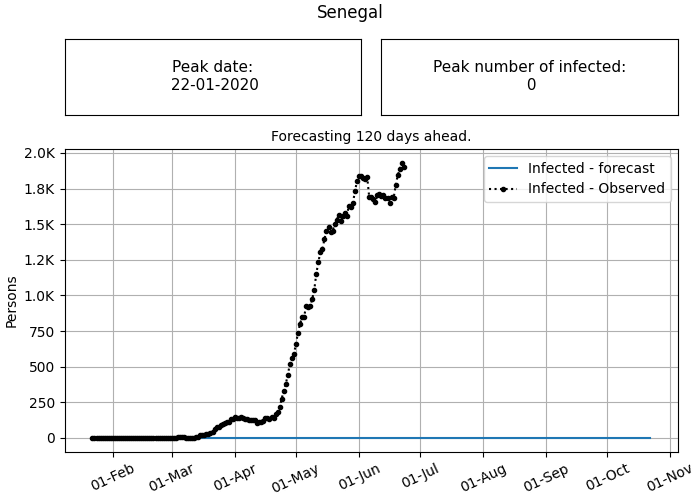 Senegal
Peak date:
22-01-2020
Peak number of infected:
0
Forecasting 120 days ahead.
Infected - forecast
Infected - Observed
Persons
2.0K
1.8K
1.5K
1.2K
1.0K
750
500
250
0
01-Feb
01-Mar
01-Apr
01-May
01-Jun
01-Jul
01-Aug
01-Sep
01-Oct
01-Nov